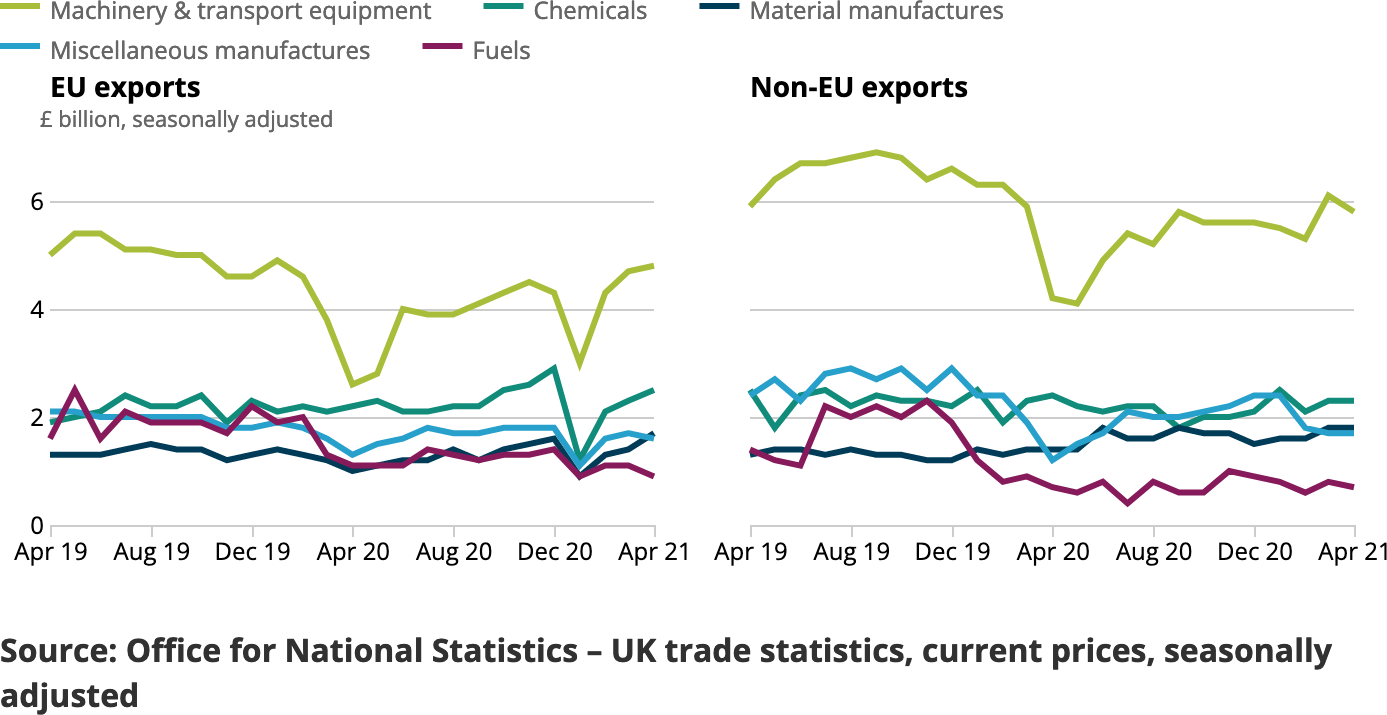 Machinery & transport equipment Chemicals Material manufactures
Miscellaneous manufactures Fuels
EU exports
£ billion, seasonally adjusted
6
4
2
0
Apr 19 Aug 19 Dec 19 Apr 20 Aug 20 Dec 20 Apr 21
Non-EU exports
Apr 19 Aug 19 Dec 19 Apr 20 Aug 20 Dec 20 Apr 21
Source: Office for National Statistics – UK trade statistics, current prices, seasonally
adjusted